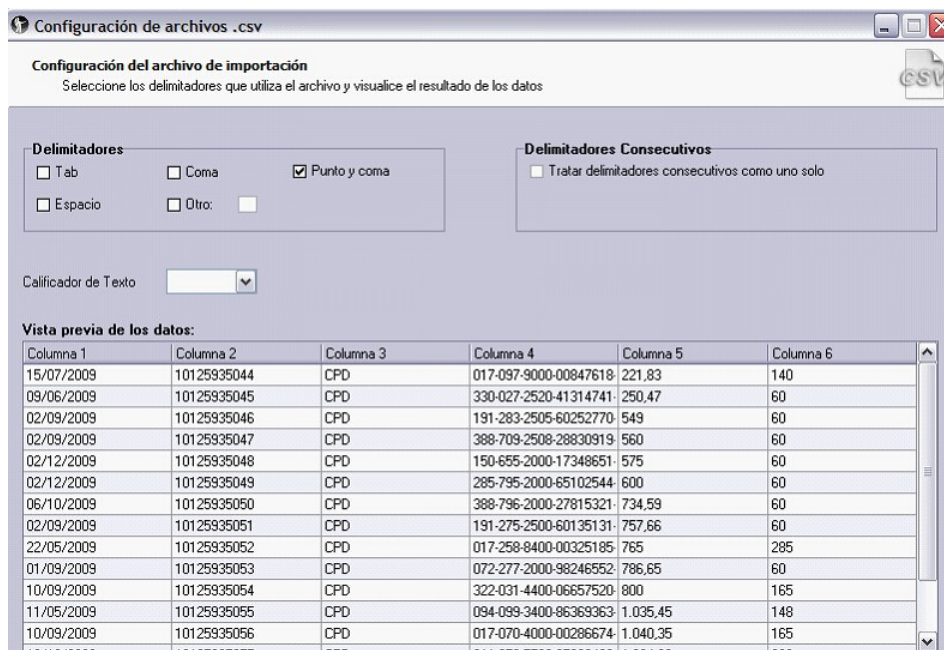 Configuración de archivos .csv
Configuración del archivo de importación
Seleccione los delimitadores que utiliza el archivo y visualice el resultado de los datos
CSV
Delimitadores
Delimitadores Consecutivos
Tab Coma Punto y coma
Tratar delimitadores consecutivos como uno solo
Espacio Otro:
Calificador de Texto
Vista previa de los datos:
Columna 1 Columna 2 Columna 3 Columna 4 Columna 5 Columna 6
15/07/2009 10125935044 CPD 017-097-9000-00847618- 221,83 140
09/06/2009 10125935045 CPD 330-027-2520-41314741- 250,47 60
02/09/2009 10125935046 CPD 191-283-2505-60252770- 549 60
02/09/2009 10125935047 CPD 388-709-2508-28830919- 560 60
02/12/2009 10125935048 CPD 150-655-2000-17348651- 575 60
02/12/2009 10125935049 CPD 285-795-2000-65102544- 600 60
06/10/2009 10125935050 CPD 388-796-2000-27815321- 734,59 60
02/09/2009 10125935051 CPD 191-275-2500-60135131- 757,66 60
22/05/2009 10125935052 CPD 017-258-8400-00325185- 765 285
01/09/2009 10125935053 CPD 072-277-2000-98246552- 786,65 60
10/09/2009 10125935054 CPD 322-031-4400-06657520- 800 165
11/05/2009 10125935055 CPD 094-099-3400-86369363- 1.035,45 148
10/09/2009 10125935056 CPD 017-070-4000-00286674- 1.040,35 165